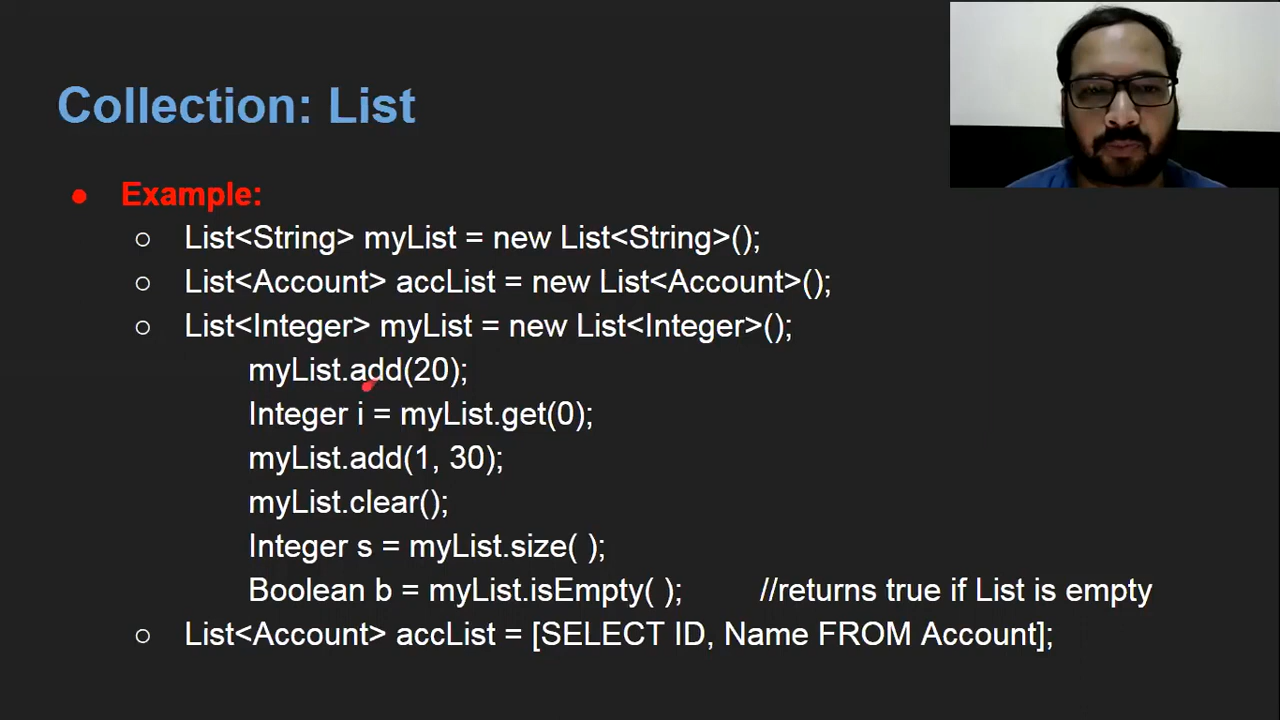 Collection: List
● Example:
○ List<String> myList = new List<String>();
○ List<Account> accList = new List<Account>();
○ List<Integer> myList = new List<Integer>();
myList.add(20);
Integer i = myList.get(0);
myList.add(1, 30);
myList.clear();
Integer s = myList.size( );
Boolean b = myList.isEmpty( ); //returns true if List is empty
○ List<Account> accList = [SELECT ID, Name FROM Account];